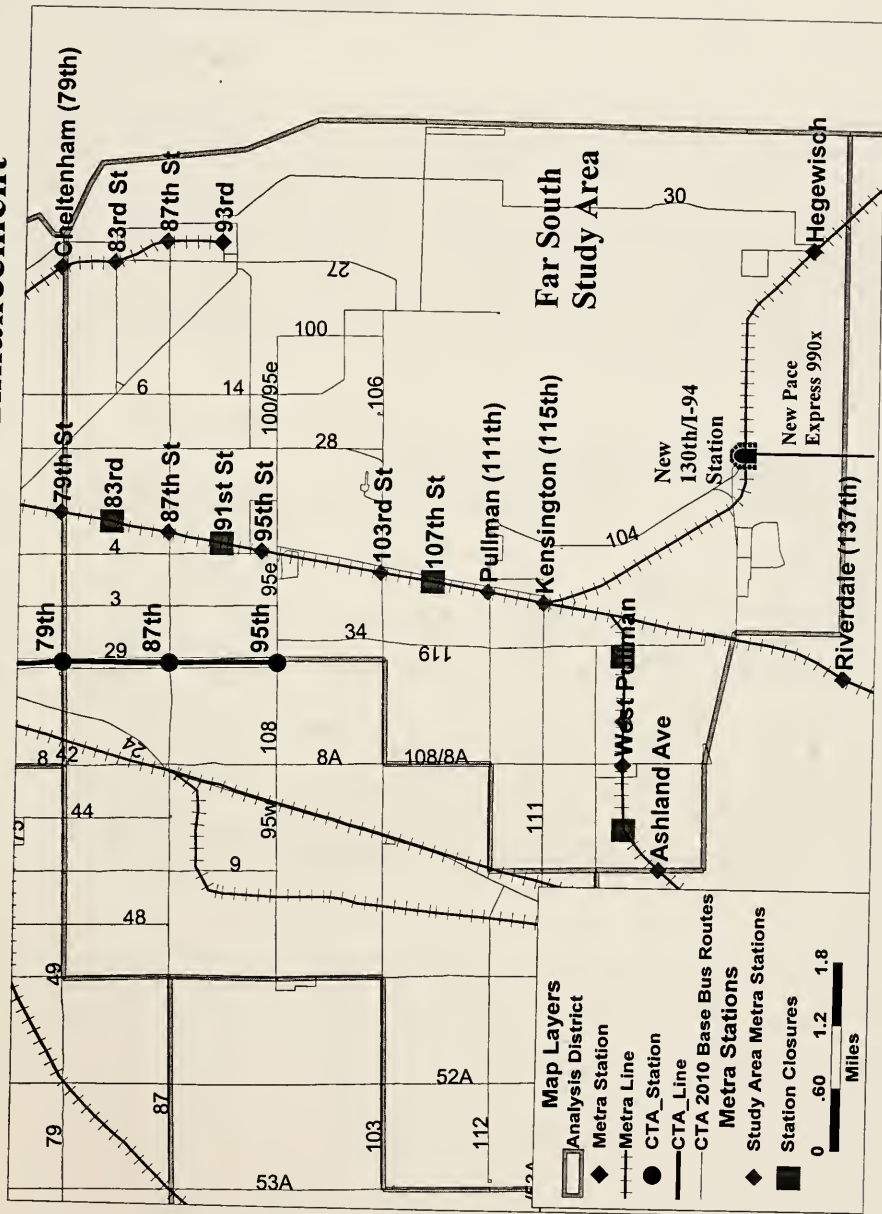 Cheltenham (79th)
83rd St
87th St
93rd
79th St
83rd
87th St
91st St
95th St
103rd St
107th St
Pullman (111th)
Kensington (115th)
79th
87th
95th
West Pullman
Ashland Ave
Riverdale (137th)
Hegewisch
Far South
Study Area
New
130th/I-94
Station
New Pace
Express 990x
27
30
6
14
100
100/95e
106
28
4
95e
3
29
34
119
104
8
42
24
108
8A
108/8A
44
95w
111
75
9
48
49
79
87
103
52A
112
53A
53A
Map Layers
Analysis District
Metra Station
Metra Line
CTA_Station
CTA_Line
CTA 2010 Base Bus Routes
Metra Stations
Study Area Metra Stations
Station Closures
0 .60 1.2 1.8
Miles